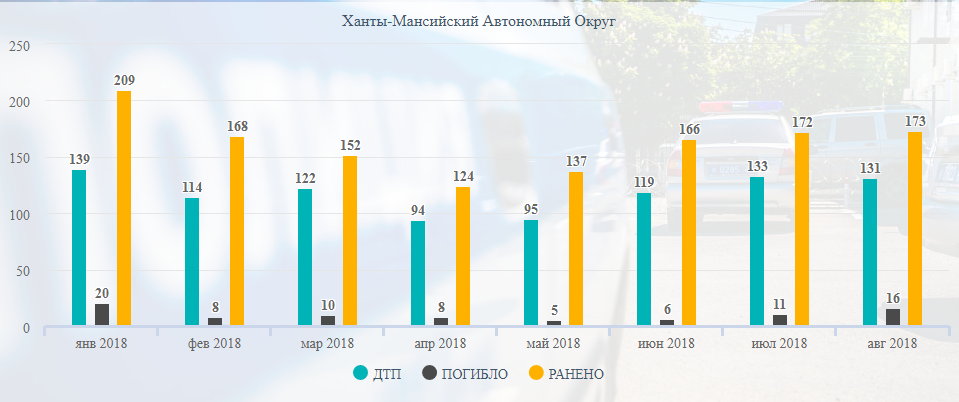 Ханты-Мансийский Автономный Округ
250
200
150
100
50
0
139 20 209
114 8 168
122 10 152
94 8 124
95 5 137
119 6 166
133 11 172
131 16 173
янв 2018 фев 2018 мар 2018 апр 2018 май 2018 июн 2018 июл 2018 авг 2018
ДТП ПОГИБЛО РАНЕНО